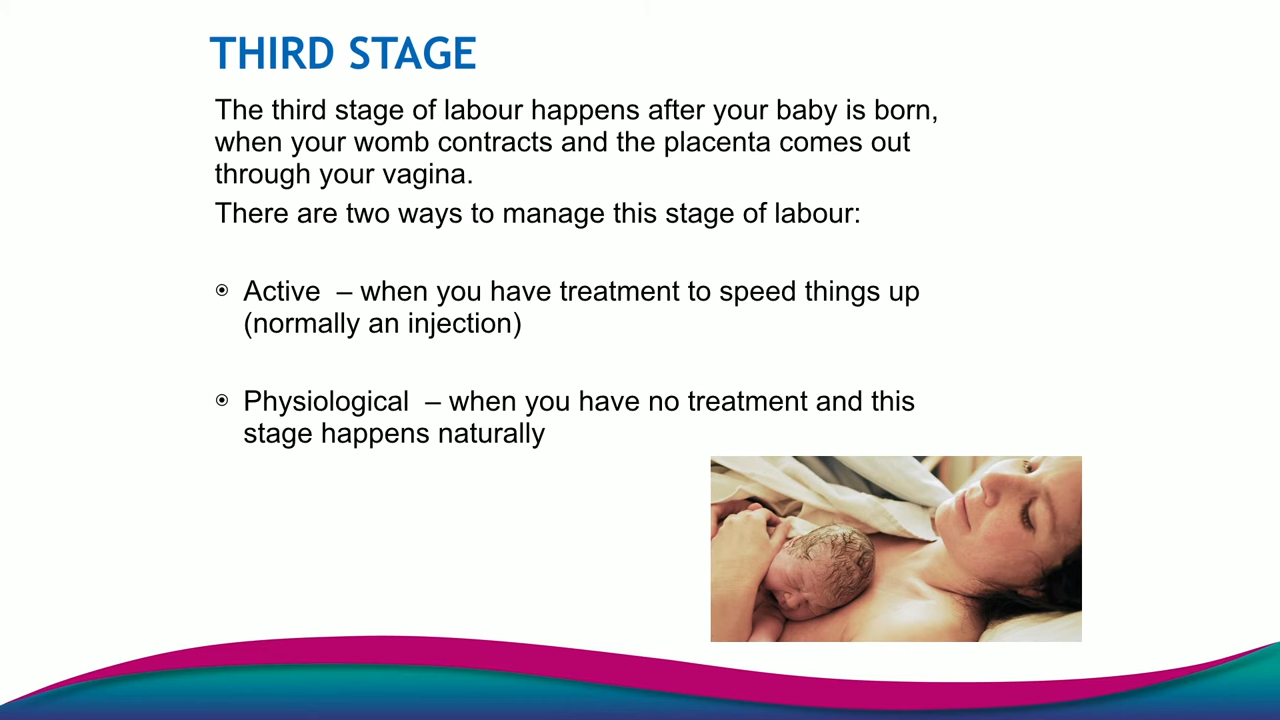 THIRD STAGE
The third stage of labour happens after your baby is born,
when your womb contracts and the placenta comes out
through your vagina.
There are two ways to manage this stage of labour:
Active – when you have treatment to speed things up
(normally an injection)
Physiological – when you have no treatment and this
stage happens naturally